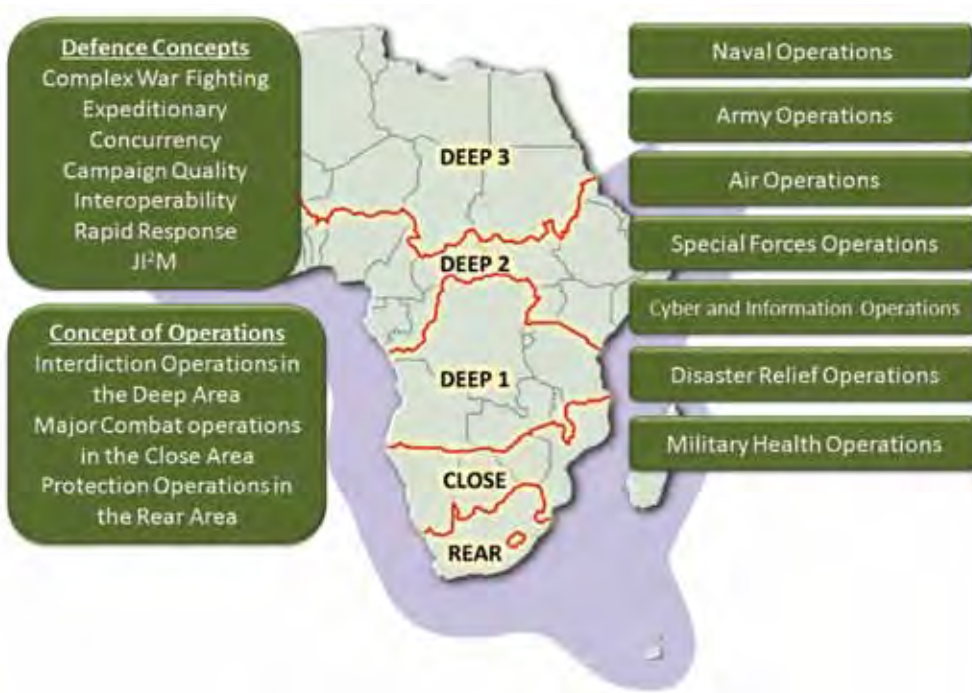 Defence Concepts
Complex War Fighting
Expeditionary
Concurrency
Campaign Quality
Interoperability
Rapid Response
JI²M
Concept of Operations
Interdiction Operations in
the Deep Area
Major Combat operations
in the Close Area
Protection Operations in
the Rear Area
DEEP 3
DEEP 2
DEEP 1
CLOSE
REAR
Naval Operations
Army Operations
Air Operations
Special Forces Operations
Cyber and Information Operations
Disaster Relief Operations
Military Health Operations